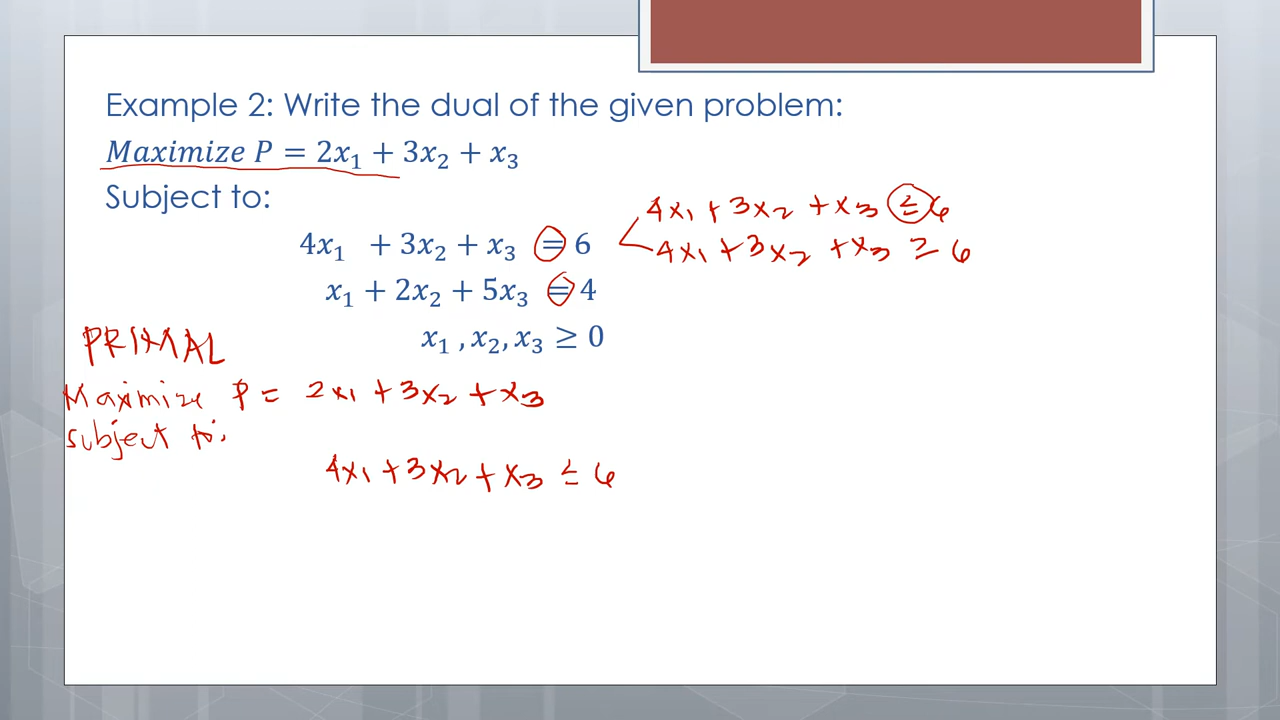 Example 2: Write the dual of the given problem:
Maximize P = 2x₁ + 3x₂ + x₃
Subject to:
4x₁ + 3x₂ + x₃ ≤ 6
4x₁ + 3x₂ + x₃ = 6
4x₁ + 3x₂ + x₃ ≥ 6
x₁ + 2x₂ + 5x₃ = 4
x₁ , x₂, x₃ ≥ 0
PRIMAL
Maximize P = 2x₁ + 3x₂ + x₃
Subject to:
4x₁ + 3x₂ + x₃ ≤ 6